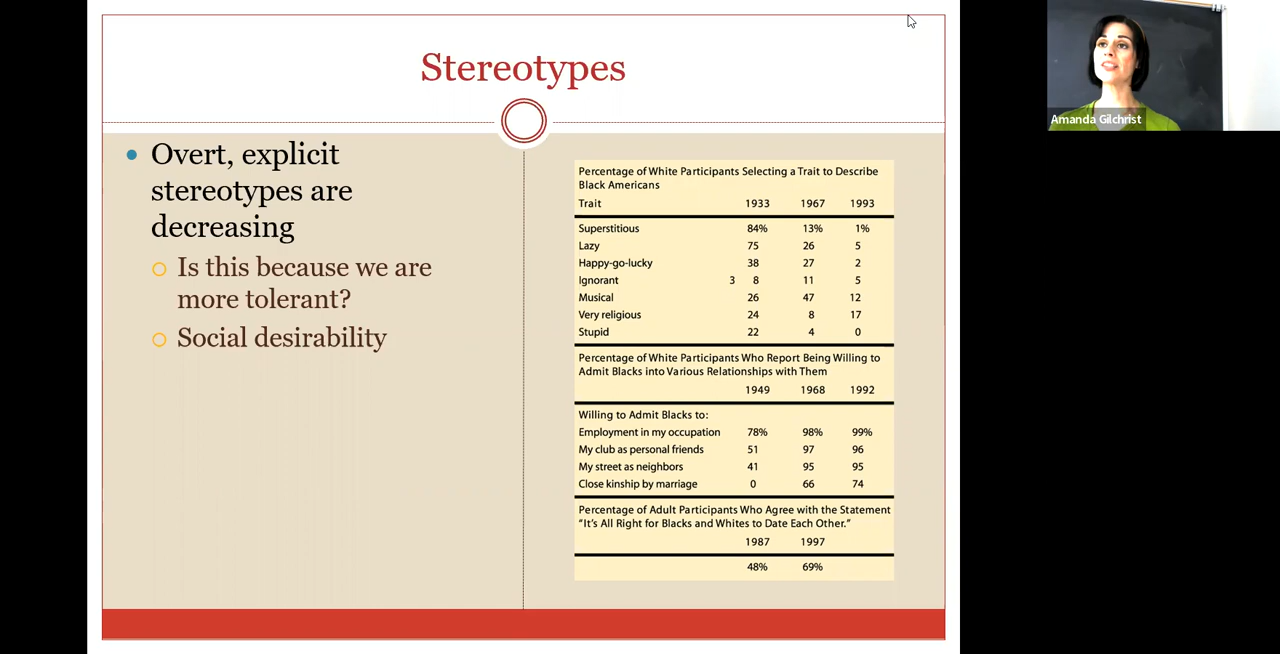 Stereotypes
Overt, explicit
stereotypes are
decreasing
Is this because we are
more tolerant?
Social desirability
Percentage of White Participants Selecting a Trait to Describe
Black Americans
Trait 1933 1967 1993
Superstitious 84% 13% 1%
Lazy 75 26 5
Happy-go-lucky 38 27 2
Ignorant 3 8 11 5
Musical 26 47 12
Very religious 24 8 17
Stupid 22 4 0
Percentage of White Participants Who Report Being Willing to
Admit Blacks into Various Relationships with Them
1949 1968 1992
Willing to Admit Blacks to:
Employment in my occupation 78% 98% 99%
My club as personal friends 51 97 96
My street as neighbors 41 95 95
Close kinship by marriage 0 66 74
Percentage of Adult Participants Who Agree with the Statement
“It's All Right for Blacks and Whites to Date Each Other.”
1987 1997
48% 69%
Amanda Gilchrist